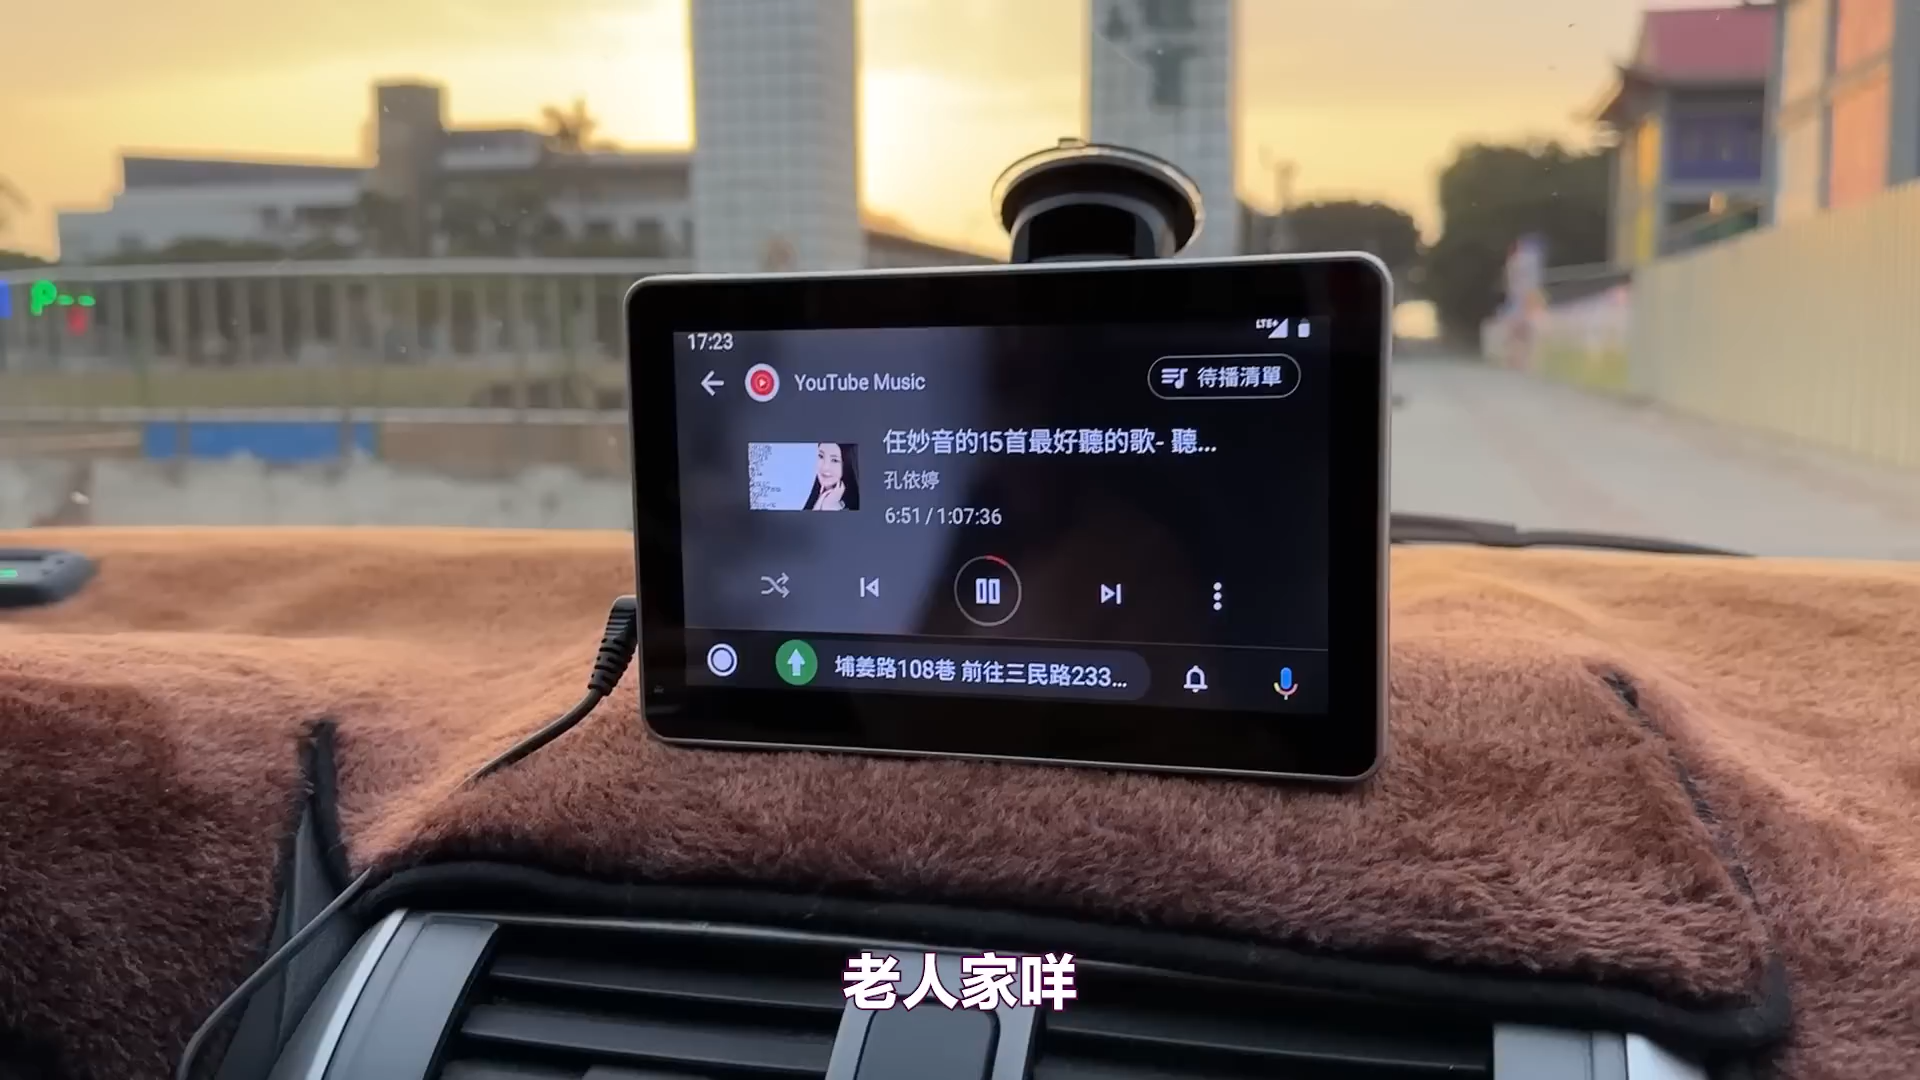 P--
17:23
LTE+
YouTube Music
待播清單
任妙音的15首最好聽的歌- 聽...
孔依婷
6:51 / 1:07:36
埔姜路108巷 前往三民路233...
老人家咩